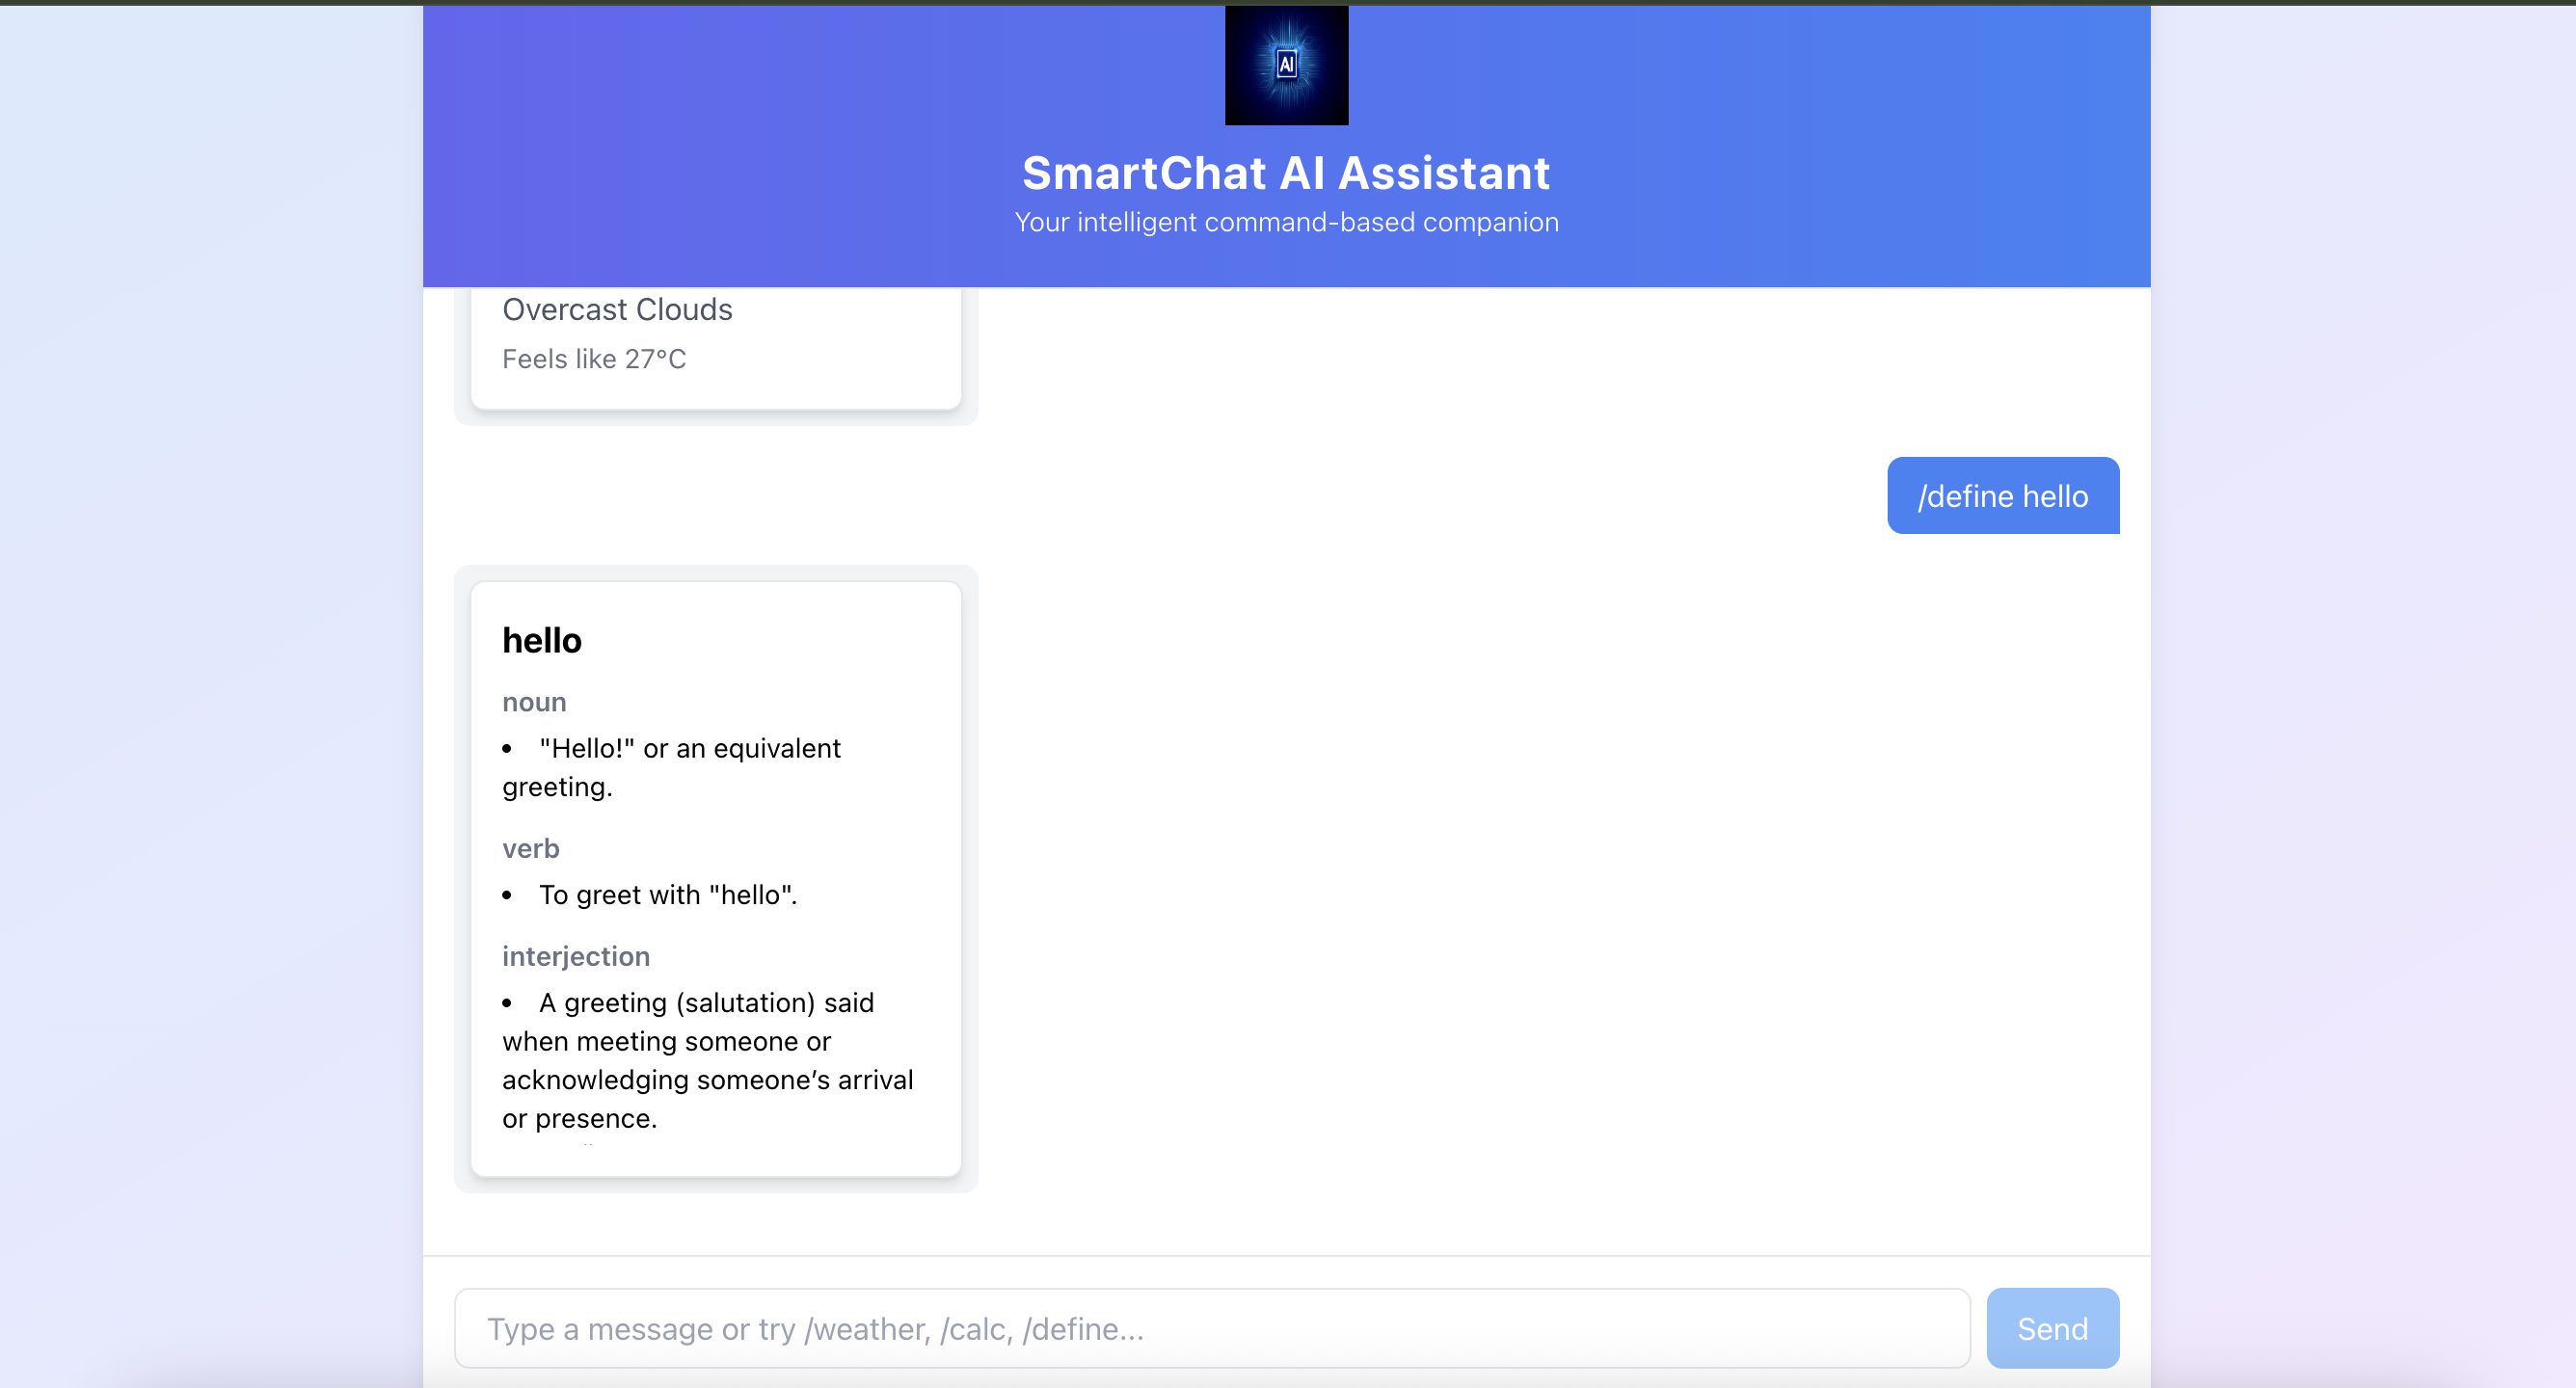 AI
SmartChat AI Assistant
Your intelligent command-based companion
Overcast Clouds
Feels like 27°C
/define hello
hello
noun
• "Hello!" or an equivalent
greeting.
verb
• To greet with "hello".
interjection
• A greeting (salutation) said
when meeting someone or
acknowledging someone’s arrival
or presence.
Type a message or try /weather, /calc, /define...
Send